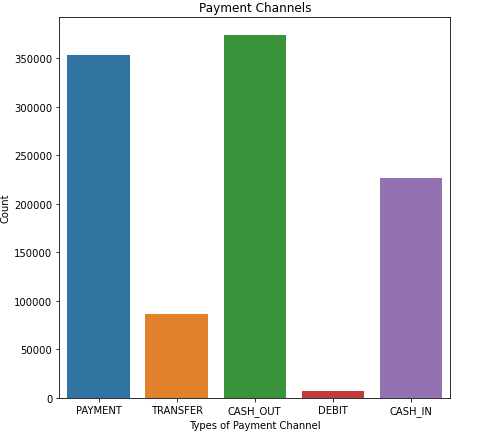 Payment Channels
350000
300000
250000
200000
150000
100000
50000
0
Count
PAYMENT TRANSFER CASH_OUT DEBIT CASH_IN
Types of Payment Channel